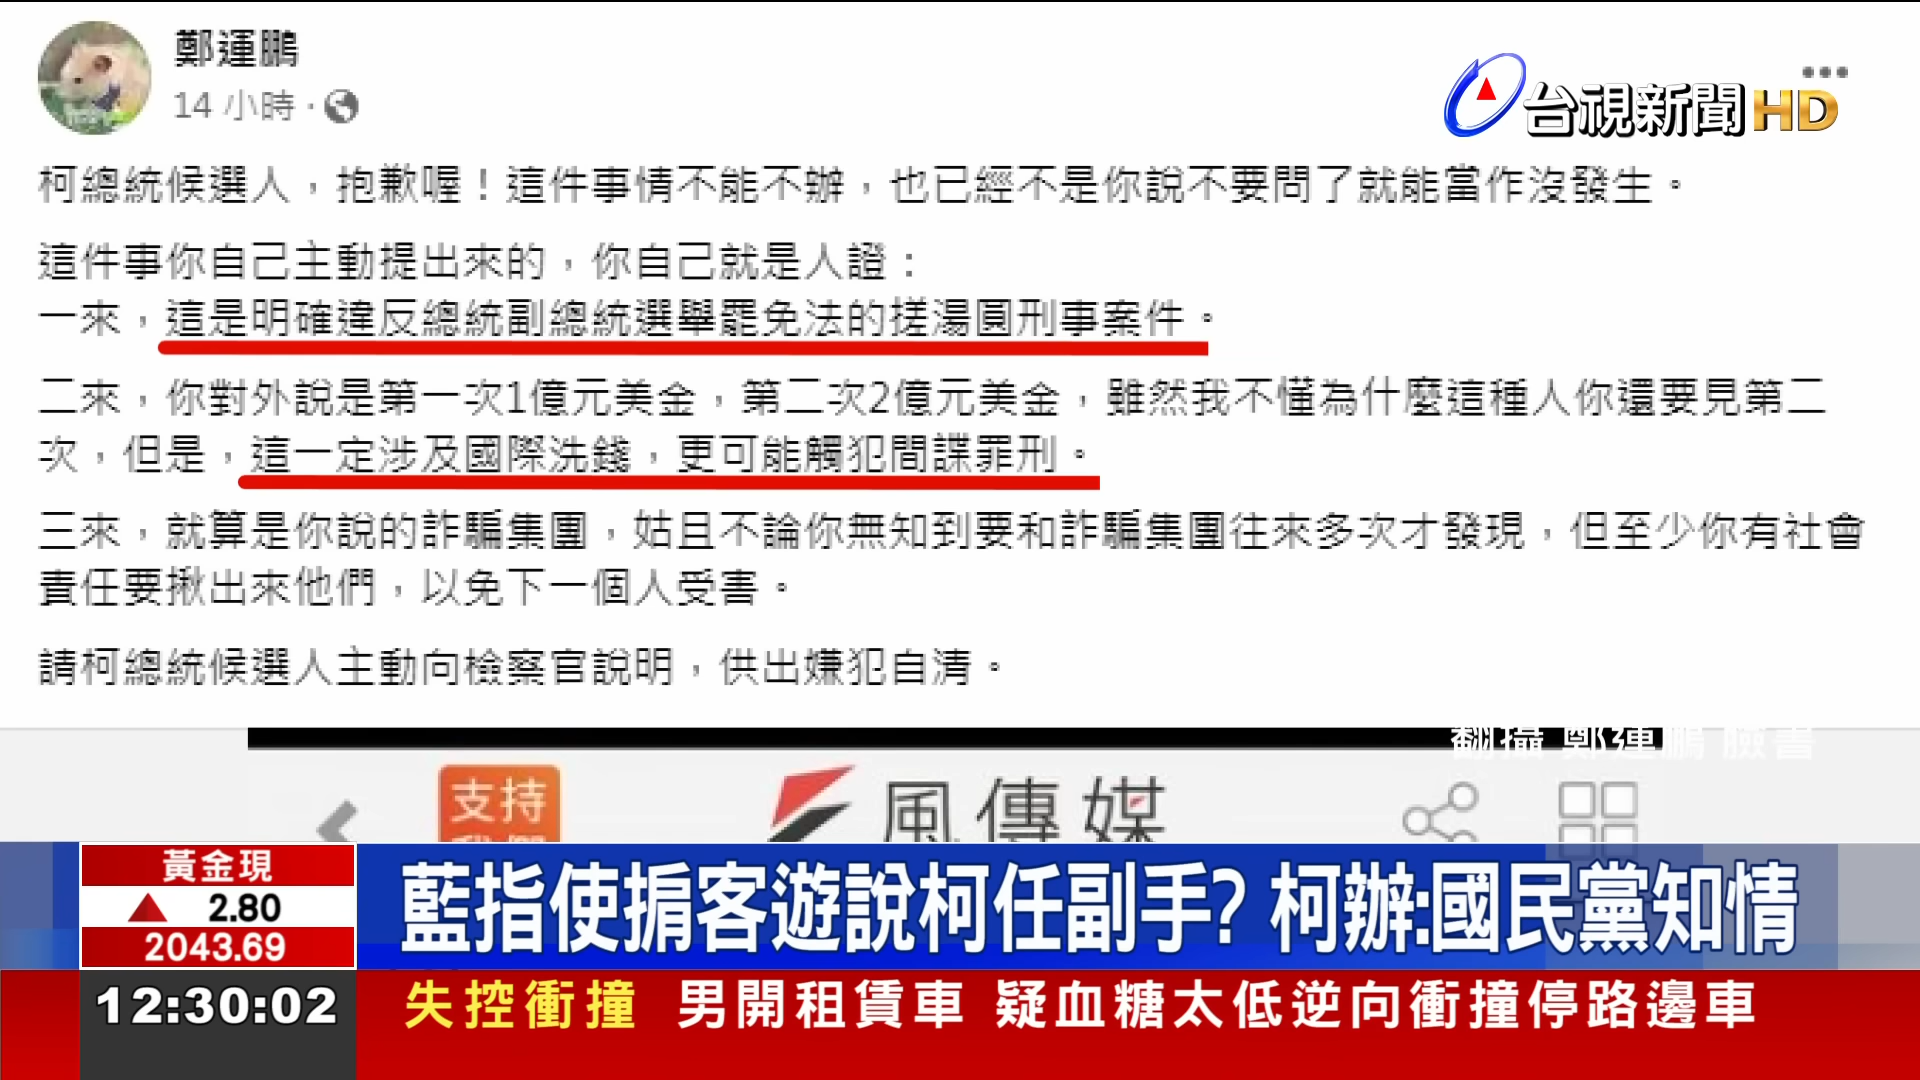 鄭運鵬
14 小時 ·
台視新聞HD
柯總統候選人，抱歉喔！這件事情不能不辦，也已經不是你說不要問了就能當作沒發生。
這件事你自己主動提出來的，你自己就是人證：
一來，這是明確違反總統副總統選舉罷免法的搓湯圓刑事案件。
二來，你對外說是第一次1億元美金，第二次2億元美金，雖然我不懂為什麼這種人你還要見第二
次，但是，這一定涉及國際洗錢，更可能觸犯間諜罪刑。
三來，就算是你說的詐騙集團，姑且不論你無知到要和詐騙集團往來多次才發現，但至少你有社會
責任要揪出來他們，以免下一個人受害。
請柯總統候選人主動向檢察官說明，供出嫌犯自清。
翻攝 鄭運鵬 臉書
支持
風傳媒
黃金現
▲ 2.80
2043.69
藍指使掮客遊說柯任副手? 柯辦:國民黨知情
12:30:02
失控衝撞 男開租賃車 疑血糖太低逆向衝撞停路邊車